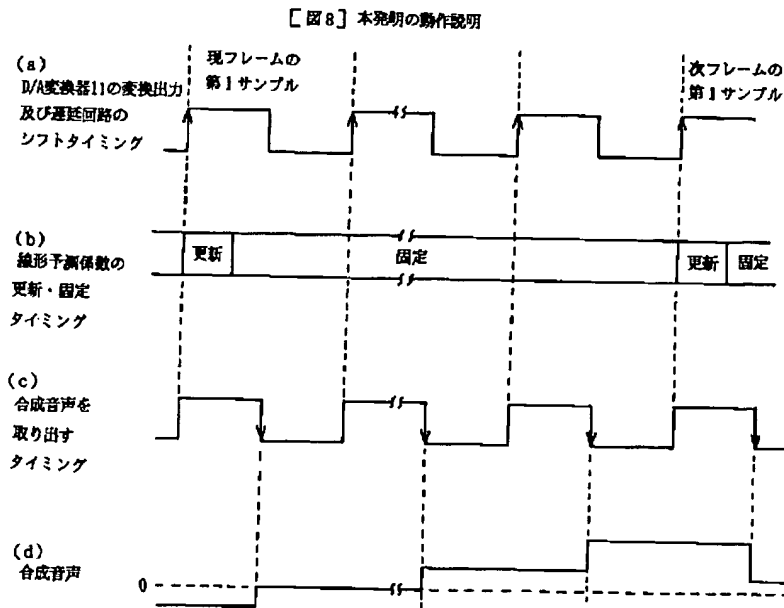 ［図8］本発明の動作説明
(a)
D/A変換器11の変換出力
及び遅延回路の
シフトタイミング
現フレームの
第1サンプル
次フレームの
第1サンプル
(b)
線形予測係数の
更新・固定
タイミング
更新
固定
更新
固定
(c)
合成音声を
取り出す
タイミング
(d)
合成音声
0